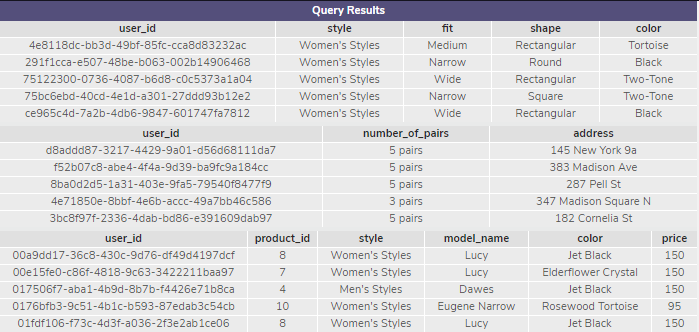 Query Results
user_id style fit shape color
4e8118dc-bb3d-49bf-85fc-cca8d83232ac Women's Styles Medium Rectangular Tortoise
291f1cca-e507-48be-b063-002b14906468 Women's Styles Narrow Round Black
75122300-0736-4087-b6d8-c0c5373a1a04 Women's Styles Wide Rectangular Two-Tone
75bc6ebd-40cd-4e1d-a301-27ddd93b12e2 Women's Styles Narrow Square Two-Tone
ce965c4d-7a2b-4db6-9847-601747fa7812 Women's Styles Wide Rectangular Black
user_id number_of_pairs address
d8addd87-3217-4429-9a01-d56d68111da7 5 pairs 145 New York 9a
f52b07c8-abe4-4f4a-9d39-ba9fc9a184cc 5 pairs 383 Madison Ave
8ba0d2d5-1a31-403e-9fa5-79540f8477f9 5 pairs 287 Pell St
4e71850e-8bbf-4e6b-accc-49a7bb46c586 3 pairs 347 Madison Square N
3bc8f97f-2336-4dab-bd86-e391609dab97 5 pairs 182 Cornelia St
user_id product_id style model_name color price
00a9dd17-36c8-430c-9d76-df49d4197dcf 8 Women's Styles Lucy Jet Black 150
00e15fe0-c86f-4818-9c63-3422211baa97 7 Women's Styles Lucy Elderflower Crystal 150
017506f7-aba1-4b9d-8b7b-f4426e71b8ca 4 Men's Styles Dawes Jet Black 150
0176bfb3-9c51-4b1c-b593-87edab3c54cb 10 Women's Styles Eugene Narrow Rosewood Tortoise 95
01fdf106-f73c-4d3f-a036-2f3e2ab1ce06 8 Women's Styles Lucy Jet Black 150